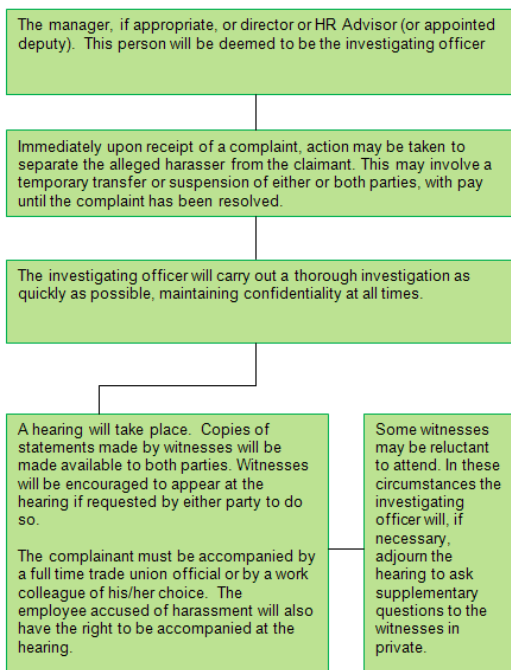 The manager, if appropriate, or director or HR Advisor (or appointed
deputy).  This person will be deemed to be the investigating officer
Immediately upon receipt of a complaint, action may be taken to
separate the alleged harasser from the claimant. This may involve a
temporary transfer or suspension of either or both parties, with pay
until the complaint has been resolved.
The investigating officer will carry out a thorough investigation as
quickly as possible, maintaining confidentiality at all times.
A hearing will take place.  Copies of
statements made by witnesses will be
made available to both parties. Witnesses
will be encouraged to appear at the
hearing if requested by either party to do
so.
The complainant must be accompanied by
a full time trade union official or by a work
colleague of his/her choice.  The
employee accused of harassment will also
have the right to be accompanied at the
hearing.
Some witnesses
may be reluctant
to attend. In these
circumstances the
investigating
officer will, if
necessary,
adjourn the
hearing to ask
supplementary
questions to the
witnesses in
private.